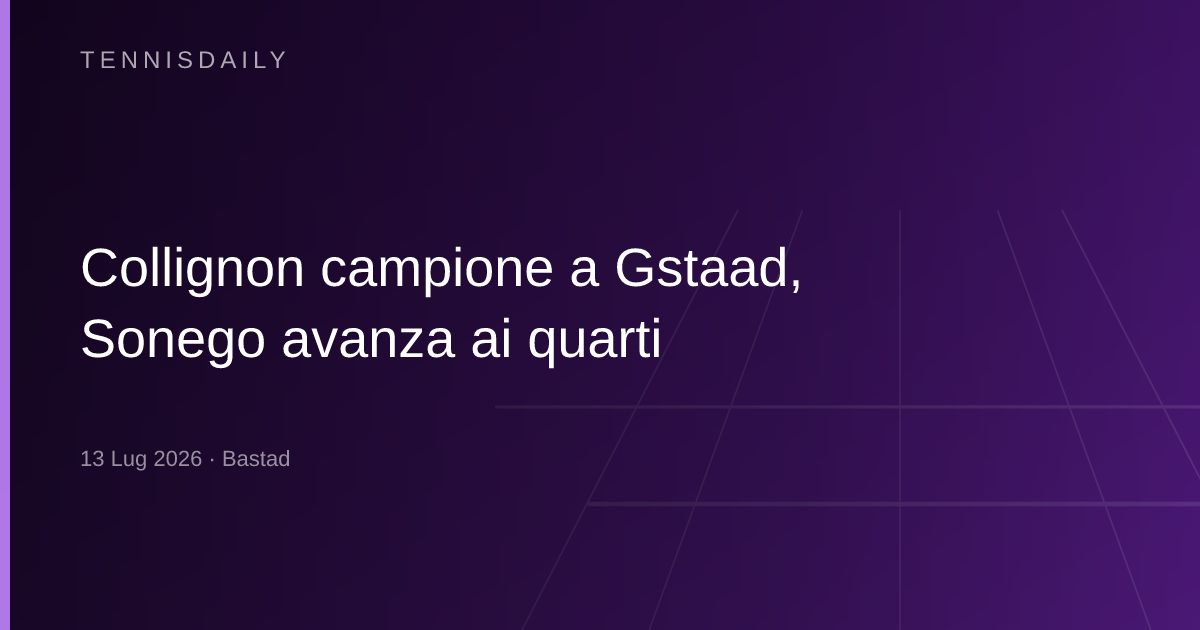 TENNISDAILY
Collignon campione a Gstaad,
Sonego avanza ai quarti
13 Lug 2026 · Bastad